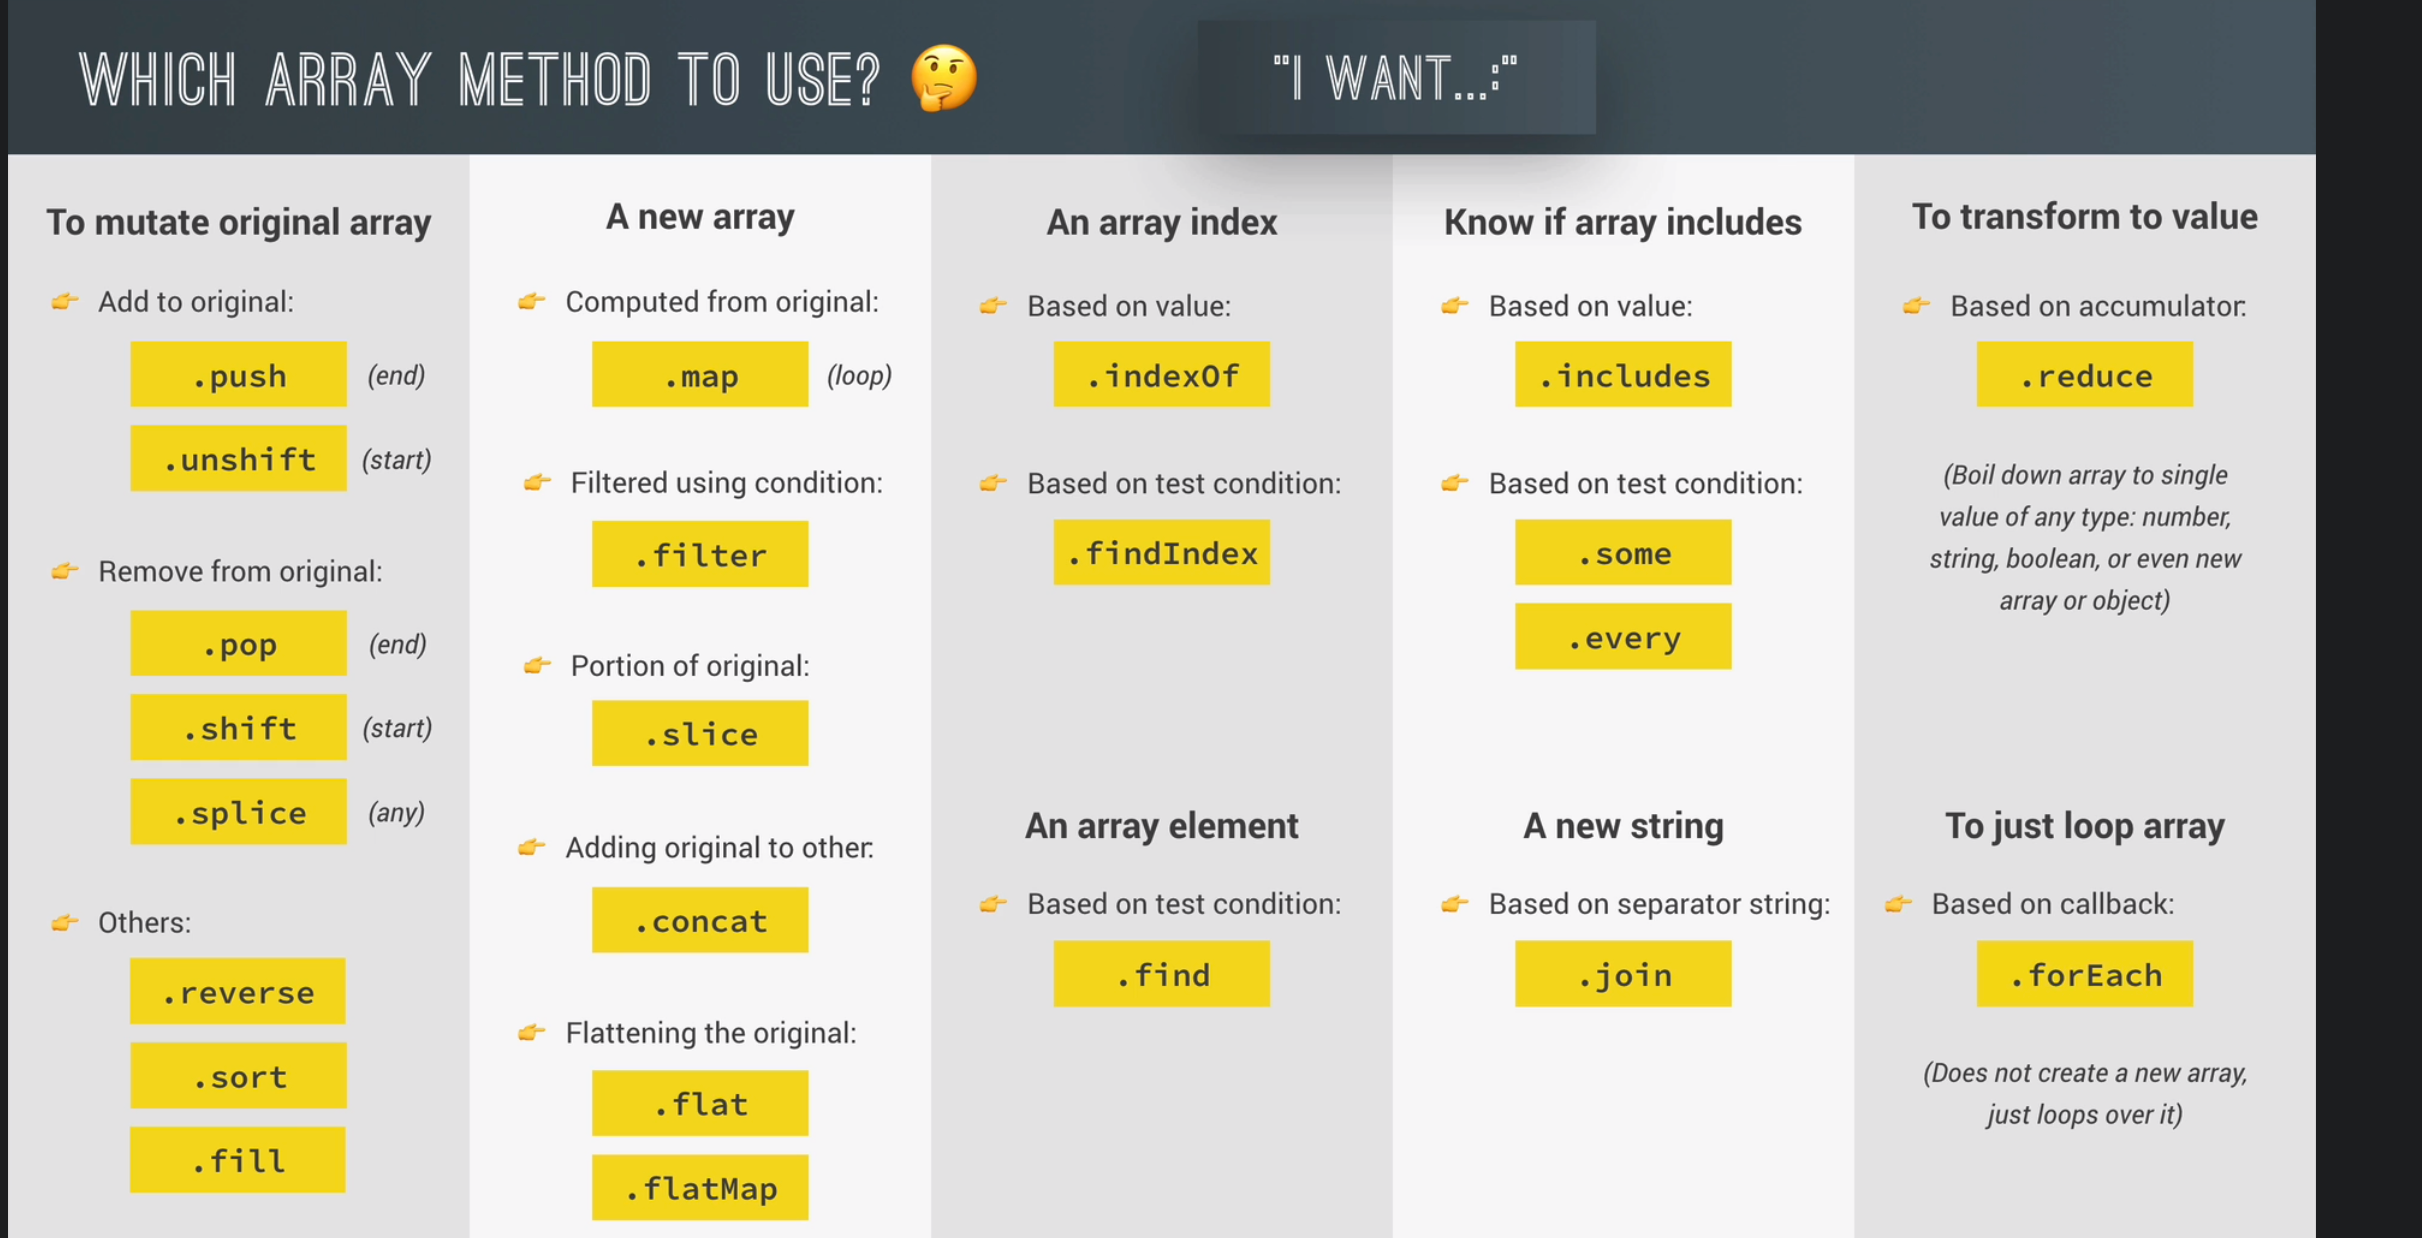 WHICH ARRAY METHOD TO USE? 🤔
"I WANT...:"
To mutate original array
👉 Add to original:
.push (end)
.unshift (start)
👉 Remove from original:
.pop (end)
.shift (start)
.splice (any)
👉 Others:
.reverse
.sort
.fill
A new array
👉 Computed from original:
.map (loop)
👉 Filtered using condition:
.filter
👉 Portion of original:
.slice
👉 Adding original to other:
.concat
👉 Flattening the original:
.flat
.flatMap
An array index
👉 Based on value:
.indexOf
👉 Based on test condition:
.findIndex
An array element
👉 Based on test condition:
.find
Know if array includes
👉 Based on value:
.includes
👉 Based on test condition:
.some
.every
A new string
👉 Based on separator string:
.join
To transform to value
👉 Based on accumulator:
.reduce
(Boil down array to single
value of any type: number,
string, boolean, or even new
array or object)
To just loop array
👉 Based on callback:
.forEach
(Does not create a new array,
just loops over it)